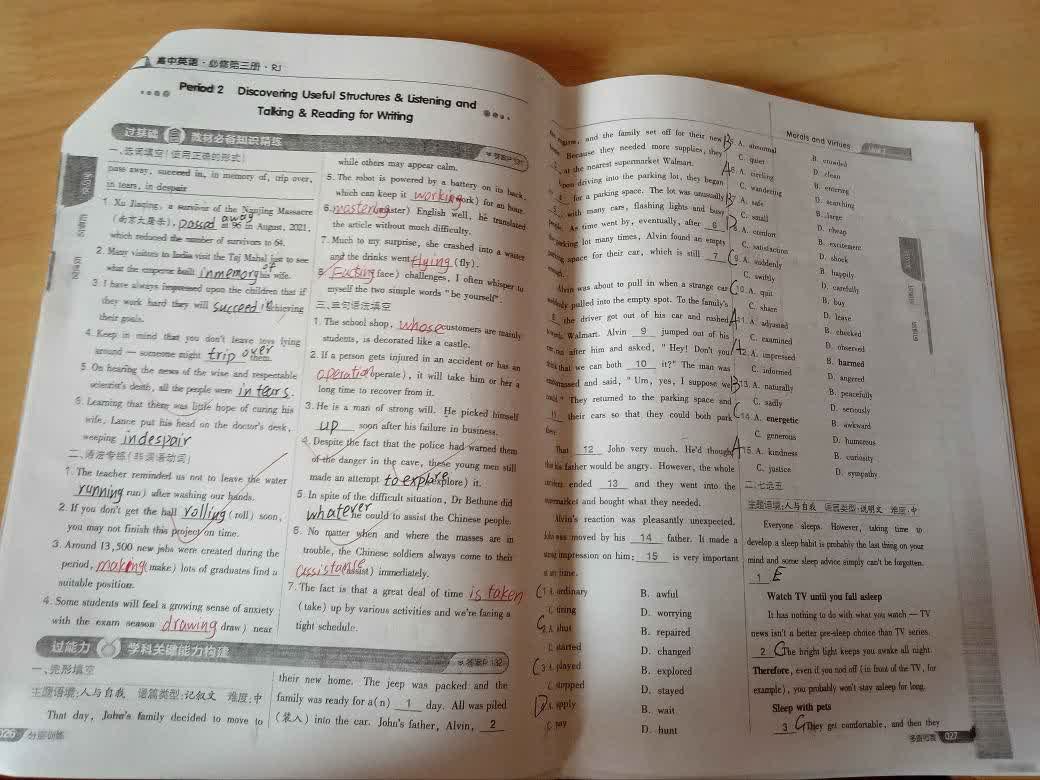 高中英语·必修第三册·RJ
Period 2 Discovering Useful Structures & Listening and
Talking & Reading for Writing
过基础 教材必备知识精练
一、选词填空(使用正确的形式)
pass away, succeed in, in memory of, trip over,
in tears, in despair
1. Xu Jiaqing, a survivor of the Nanjing Massacre
(南京大屠杀), passed away at 96 in August, 2021,
which reduced the number of survivors to 64.
2. Many visitors to India visit the Taj Mahal just to see
what the emperor built inmemory of his wife.
3. I have always impressed upon the children that if
they work hard they will succeed in achieving
their goals.
4. Keep in mind that you don't leave toys lying
around — someone might trip over them.
5. On hearing the news of the wise and respectable
scientist's death, all the people were in tears.
6. Learning that there was little hope of curing his
wife, Lance put his head on the doctor's desk,
weeping indespair
二、语法专练(非谓语动词)
1. The teacher reminded us not to leave the water
running run) after washing our hands.
2. If you don't get the ball rolling (roll) soon,
you may not finish this project on time.
3. Around 13,500 new jobs were created during the
period, making make) lots of graduates find a
suitable position.
4. Some students will feel a growing sense of anxiety
with the exam season drawing draw) near
while others may appear calm.
5. The robot is powered by a battery on its back,
which can keep it working ork) for an hour.
6. master) English well, he translated
the article without much difficulty.
7. Much to my surprise, she crashed into a waiter
and the drinks went flying (fly).
8. face) challenges, I often whisper to
myself the two simple words "be yourself".
三、单句语法填空
1. The school shop, whose customers are mainly
students, is decorated like a castle.
2. If a person gets injured in an accident or has an
operation operate), it will take him or her a
long time to recover from it.
3. He is a man of strong will. He picked himself
up soon after his failure in business.
4. Despite the fact that the police had warned them
of the danger in the cave, these young men still
made an attempt to explore explore) it.
5. In spite of the difficult situation, Dr Bethune did
whatever he could to assist the Chinese people.
6. No matter when and where the masses are in
trouble, the Chinese soldiers always come to their
assistance assist) immediately.
7. The fact is that a great deal of time is taken
(take) up by various activities and we're facing a
tight schedule.
过能力 学科关键能力构建
答案P132
一、完形填空
主题语境:人与自我 语篇类型:记叙文 难度:中
That day, John's family decided to move to
their new home. The jeep was packed and the
family was ready for a(n) 1 day. All was piled
(装入) into the car. John's father, Alvin, 2
026 分层训练
Morals and Virtues
and the family set off for their new
Because they needed more supplies, they
at the nearest supermarket Walmart.
upon driving into the parking lot, they began
for a parking space. The lot was unusually
with many cars, flashing lights and busy
people. As time went by, eventually, after 6
parking lot many times, Alvin found an empty
parking space for their car, which is still 7
enough.
Alvin was about to pull in when a strange car
suddenly pulled into the empty spot. To the family's
8 the driver got out of his car and rushed
Walmart. Alvin 9 jumped out of his
after him and asked, "Hey! Don't you
think that we can both 10 it?" The man was
embarrassed and said, "Um, yes, I suppose we
could." They returned to the parking space and
11 their cars so that they could both park
there.
That 12 John very much. He'd thought
that his father would be angry. However, the whole
ended 13 and they went into the
supermarket and bought what they needed.
Alvin's reaction was pleasantly unexpected.
John was moved by his 14 father. It made a
strong impression on him; 15 is very important
C 1 A. ordinary B. awful
C. tiring D. worrying
2 A. shut B. repaired
C. started D. changed
C 3 A. played B. explored
C. stopped D. stayed
4 A. apply B. wait
C. pay D. hunt
B 5. A. abnormal B. crowded
C. quiet D. clean
A 6. A. circling B. entering
C. wandering D. searching
B 7. A. safe B. large
C. small D. cheap
8. A. comfort B. excitement
C. satisfaction D. shock
C 9. A. suddenly B. happily
C. swiftly D. carefully
C 10. A. quit B. buy
C. share D. leave
A 11. A. adjusted B. checked
C. examined D. observed
A 12. A. impressed B. harmed
C. informed D. angered
B 13. A. naturally B. peacefully
C. sadly D. seriously
C 14. A. energetic B. awkward
C. generous D. humorous
A 15. A. kindness B. curiosity
C. justice D. sympathy
二、七选五
主题语境:人与自我 语篇类型:说明文 难度:中
Everyone sleeps. However, taking time to
develop a sleep habit is probably the last thing on your
mind and some sleep advice simply can't be forgotten.
1 E
Watch TV until you fall asleep
It has nothing to do with what you watch — TV
news isn't a better pre-sleep choice than TV series.
2 C The bright light keeps you awake all night.
Therefore, even if you nod off (in front of the TV, for
example), you probably won't stay asleep for long.
Sleep with pets
3 G They get comfortable, and then they
027